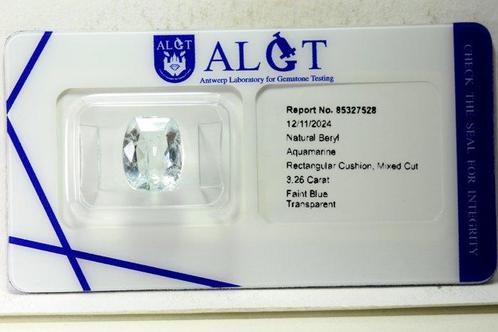 ALGT
ALGT
Antwerp Laboratory for Gemstone Testing
Report No. 85327528
12/11/2024
Natural Beryl
Aquamarine
Rectangular Cushion, Mixed Cut
3.26 Carat
Faint Blue
Transparent
CHECK THE SEAL FOR INTEGRITY